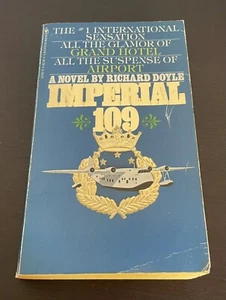 THE #1 INTERNATIONAL
SENSATION
ALL THE GLAMOR OF
GRAND HOTEL
ALL THE SUSPENSE OF
AIRPORT
A NOVEL BY RICHARD DOYLE
IMPERIAL
109